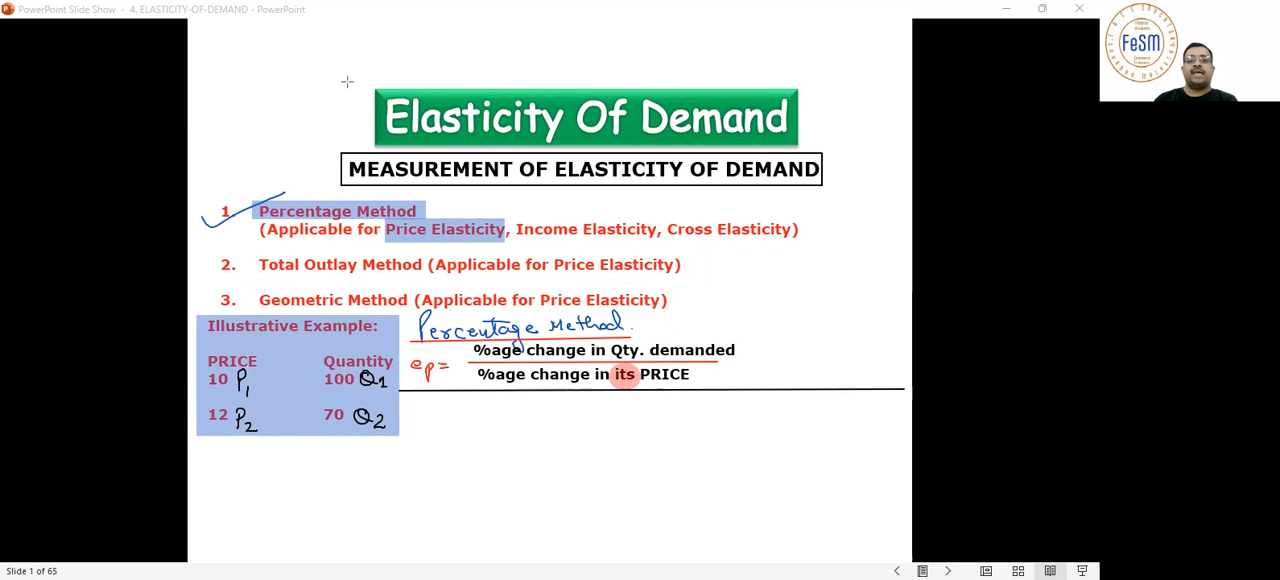 PowerPoint Slide Show - 4. ELASTICITY-OF-DEMAND - PowerPoint
FeSM
Elasticity Of Demand
MEASUREMENT OF ELASTICITY OF DEMAND
1. Percentage Method
(Applicable for Price Elasticity, Income Elasticity, Cross Elasticity)
2. Total Outlay Method (Applicable for Price Elasticity)
3. Geometric Method (Applicable for Price Elasticity)
Illustrative Example:
Percentage Method.
PRICE Quantity
10 P1 100 Q1
12 P2 70 Q2
ep = %age change in Qty. demanded
%age change in its PRICE
Slide 1 of 65